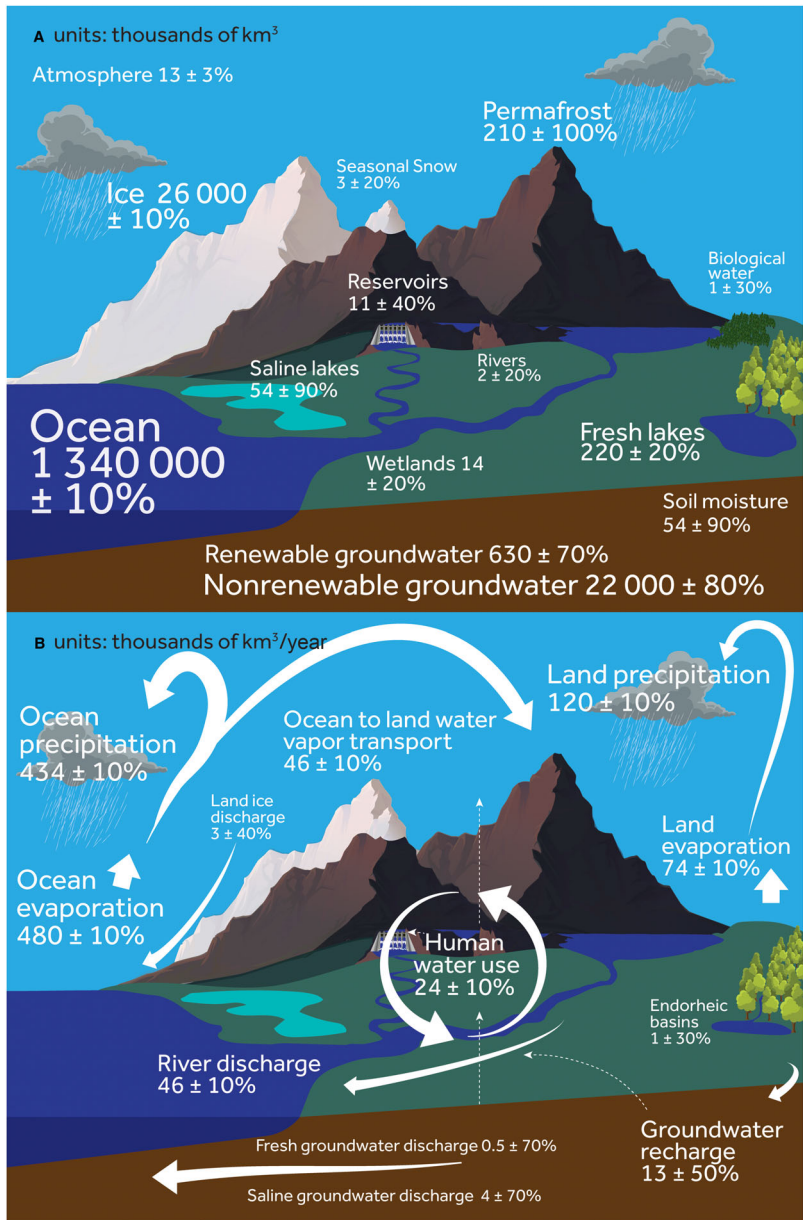 A units: thousands of km³
Atmosphere 13 ± 3%
Permafrost
210 ± 100%
Seasonal Snow
3 ± 20%
Ice 26 000
± 10%
Biological
water
1 ± 30%
Reservoirs
11 ± 40%
Rivers
2 ± 20%
Saline lakes
54 ± 90%
Ocean
1 340 000
± 10%
Fresh lakes
220 ± 20%
Wetlands 14
± 20%
Soil moisture
54 ± 90%
Renewable groundwater 630 ± 70%
Nonrenewable groundwater 22 000 ± 80%
B units: thousands of km³/year
Land precipitation
120 ± 10%
Ocean
precipitation
434 ± 10%
Ocean to land water
vapor transport
46 ± 10%
Land ice
discharge
3 ± 40%
Land
evaporation
74 ± 10%
Ocean
evaporation
480 ± 10%
Human
water use
24 ± 10%
Endorheic
basins
1 ± 30%
River discharge
46 ± 10%
Groundwater
recharge
13 ± 50%
Fresh groundwater discharge 0.5 ± 70%
Saline groundwater discharge 4 ± 70%